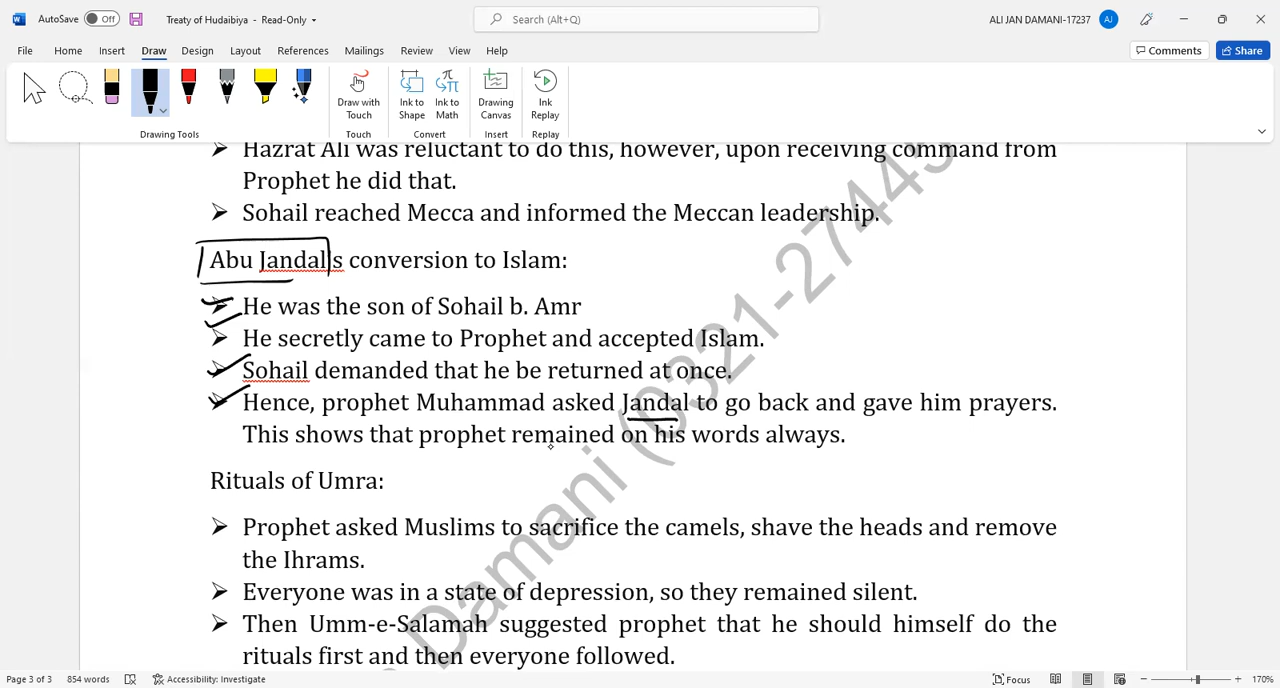 AutoSave Off Treaty of Hudaibiya - Read-Only Search (Alt+Q) ALI JAN DAMANI-17237 AJ
File Home Insert Draw Design Layout References Mailings Review View Help Comments Share
Draw with Touch Ink to Shape Ink to Math Drawing Canvas Ink Replay
Drawing Tools Touch Convert Insert Replay
Hazrat Ali was reluctant to do this, however, upon receiving command from
Prophet he did that.
Sohail reached Mecca and informed the Meccan leadership.
Abu Jandal's conversion to Islam:
He was the son of Sohail b. Amr
He secretly came to Prophet and accepted Islam.
Sohail demanded that he be returned at once.
Hence, prophet Muhammad asked Jandal to go back and gave him prayers.
This shows that prophet remained on his words always.
Rituals of Umra:
Prophet asked Muslims to sacrifice the camels, shave the heads and remove
the Ihrams.
Everyone was in a state of depression, so they remained silent.
Then Umm-e-Salamah suggested prophet that he should himself do the
rituals first and then everyone followed.
Damani (0321-27445
Page 3 of 3 854 words Accessibility: Investigate Focus 170%